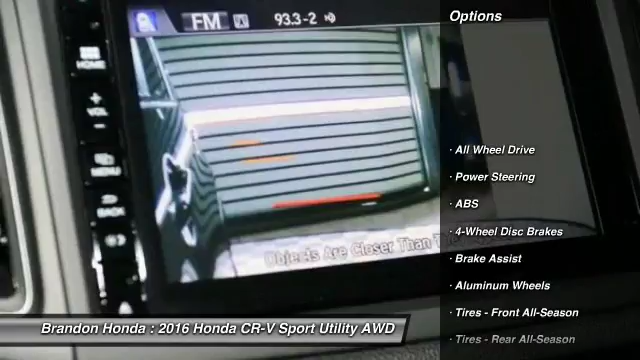 FM
93.3-2
Options
HOME
+
VOL
-
MENU
BACK
Objects Are Closer Than
· All Wheel Drive
· Power Steering
· ABS
· 4-Wheel Disc Brakes
· Brake Assist
· Aluminum Wheels
· Tires - Front All-Season
· Tires - Rear All-Season
Brandon Honda : 2016 Honda CR-V Sport Utility AWD